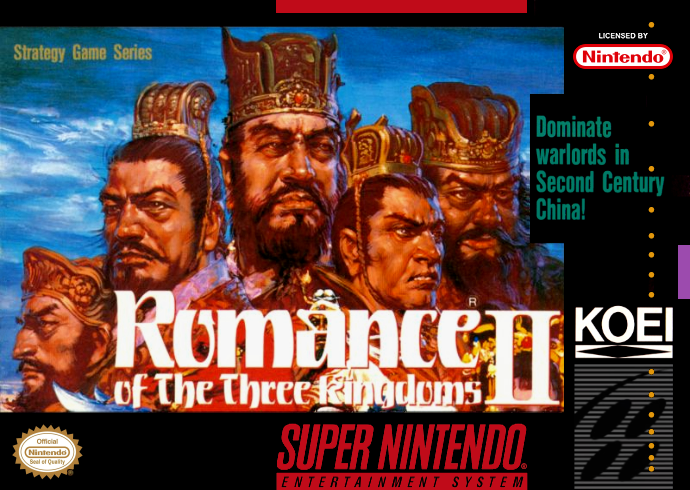 Strategy Game Series
LICENSED BY
Nintendo®
Dominate
warlords in
Second Century
China!
Romance® II
of The Three Kingdoms
KOEI
Official
Nintendo
Seal of Quality
SUPER NINTENDO®
ENTERTAINMENT SYSTEM